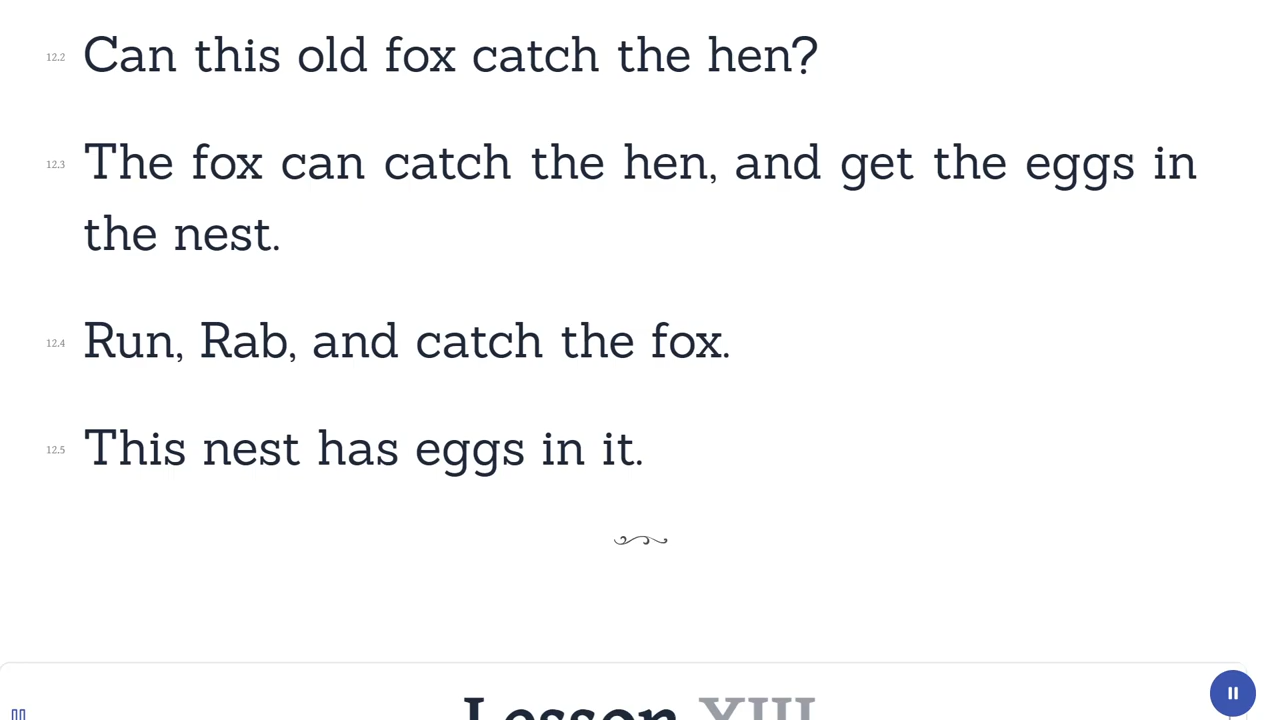 12.2 Can this old fox catch the hen?
12.3 The fox can catch the hen, and get the eggs in
the nest.
12.4 Run, Rab, and catch the fox.
12.5 This nest has eggs in it.
Lesson XIII